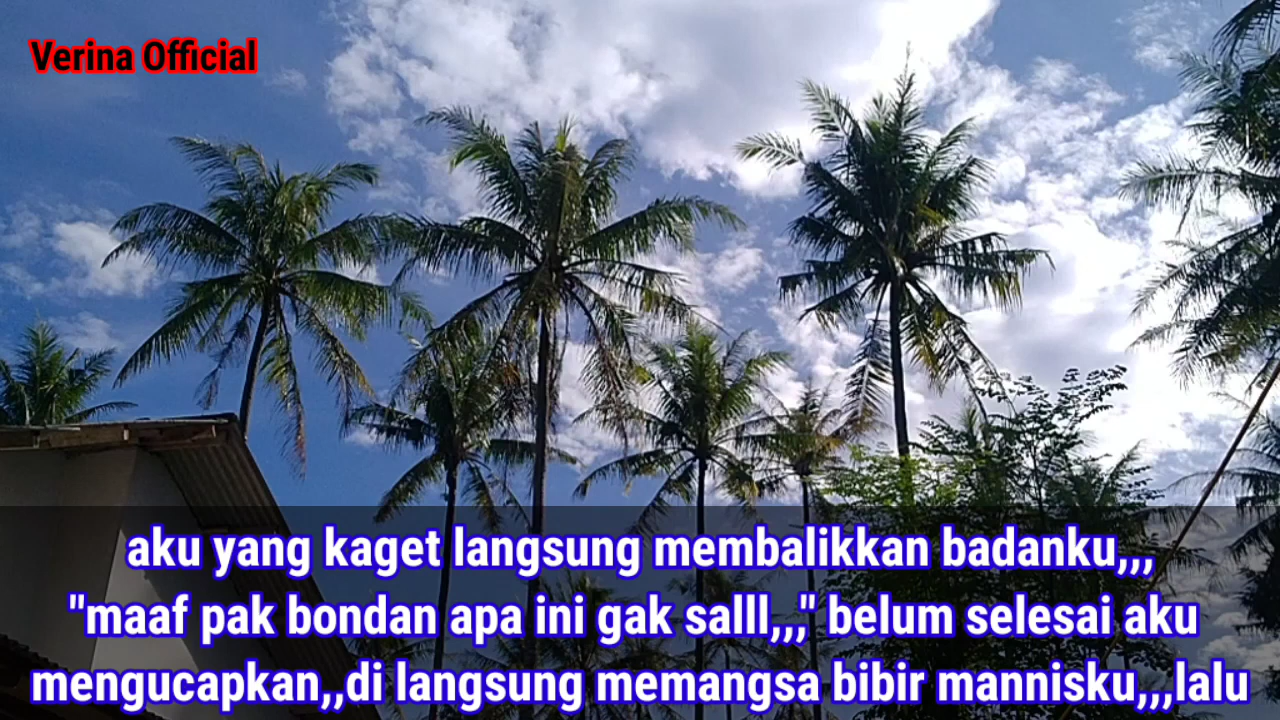 Verina Official
aku yang kaget langsung membalikkan badanku,,,
"maaf pak bondan apa ini gak salll,,," belum selesai aku
mengucapkan,,di langsung memangsa bibir mannisku,,,lalu